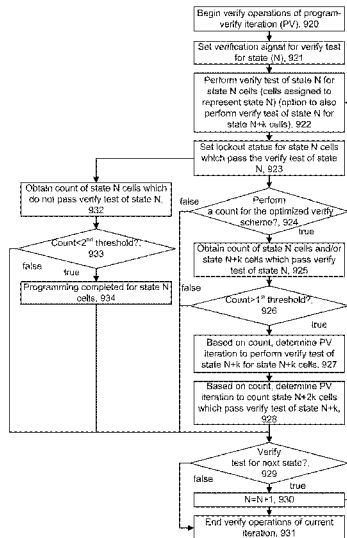 Begin verify operations of program-
verify iteration (PV), 920
Set verification signal for verify test
for state (N), 921
Perform verify test of state N for
state N cells (cells assigned to
represent state N) (option to also
perform verify test of state N for
state N+k cells), 922
Set lockout status for state N cells
which pass the verify test of state
N, 923
Obtain count of state N cells which
do not pass verify test of state N,
932
false
Perform
a count for the optimized verify
scheme?, 924
true
Count<2nd threshold?,
933
false
true
Obtain count of state N cells and/or
state N+k cells which pass verify
test of state N, 925
Programming completed for state N
cells, 934
false
Count>1st threshold?,
926
true
Based on count, determine PV
iteration to perform verify test of
state N+k for state N+k cells, 927
Based on count, determine PV
iteration to count state N+2k cells
which pass verify test of state N+k,
928
Verify
test for next state?,
929
false
true
N=N+1, 930
End verify operations of current
iteration, 931